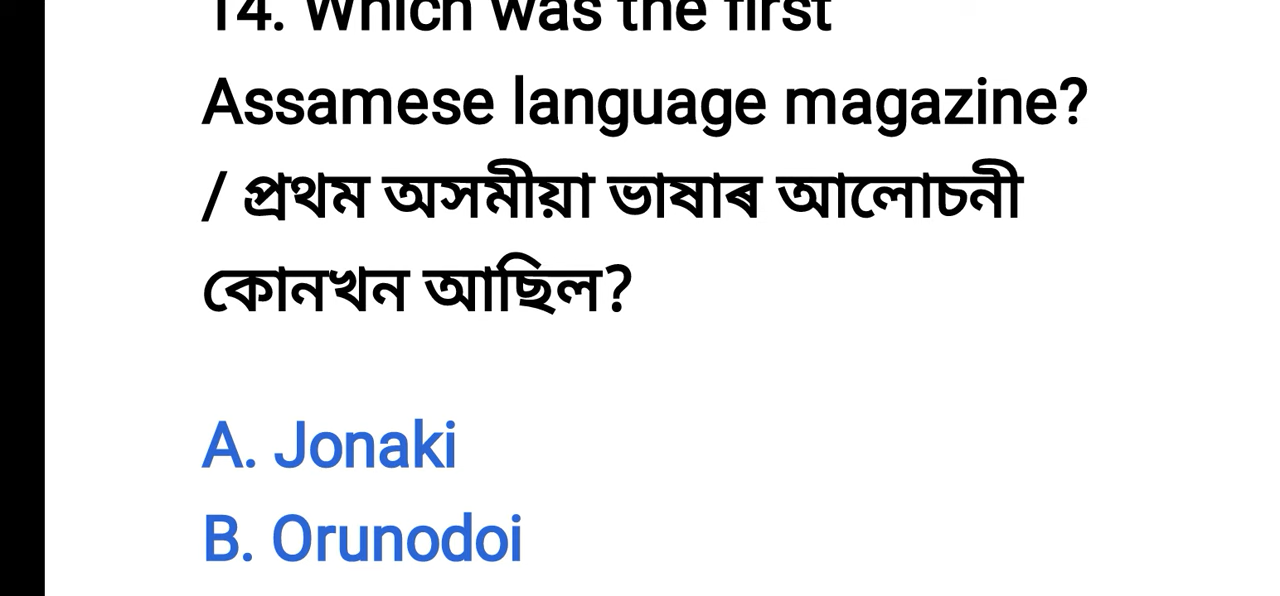 14. Which was the first
Assamese language magazine?
/ প্ৰথম অসমীয়া ভাষাৰ আলোচনী
কোনখন আছিল?
A. Jonaki
B. Orunodoi